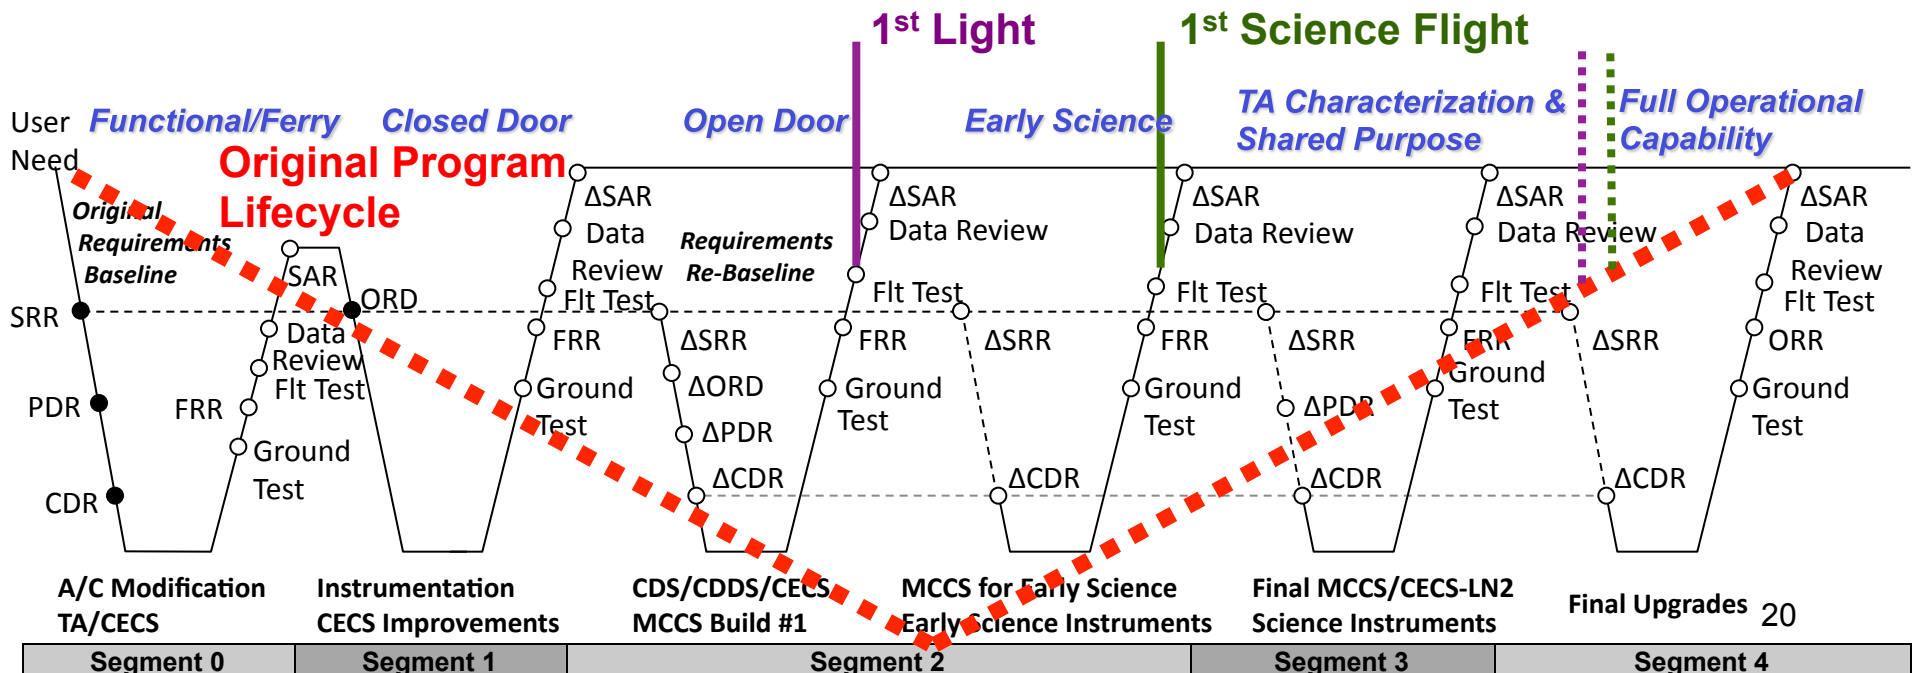 1st Light
1st Science Flight
User
Need
Functional/Ferry
Closed Door
Open Door
Early Science
TA Characterization &
Shared Purpose
Full Operational
Capability
Original Program
Lifecycle
Original
Requirements
Baseline
SRR
PDR
CDR
SAR
Data
Review
Flt Test
FRR
Ground
Test
ORD
ΔSAR
Data
Review
Flt Test
FRR
Ground
Test
Requirements
Re-Baseline
ΔSRR
ΔORD
ΔPDR
ΔCDR
ΔSAR
Data Review
Flt Test
FRR
Ground
Test
ΔSRR
ΔCDR
ΔSAR
Data Review
Flt Test
FRR
Ground
Test
ΔSRR
ΔPDR
ΔCDR
ΔSAR
Data Review
Flt Test
FRR
Ground
Test
ΔSRR
ΔCDR
ΔSAR
Data
Review
Flt Test
ORR
Ground
Test
A/C Modification
TA/CECS
Instrumentation
CECS Improvements
CDS/CDDS/CECS
MCCS Build #1
MCCS for Early Science
Early Science Instruments
Final MCCS/CECS-LN2
Science Instruments
Final Upgrades
20
Segment 0
Segment 1
Segment 2
Segment 3
Segment 4